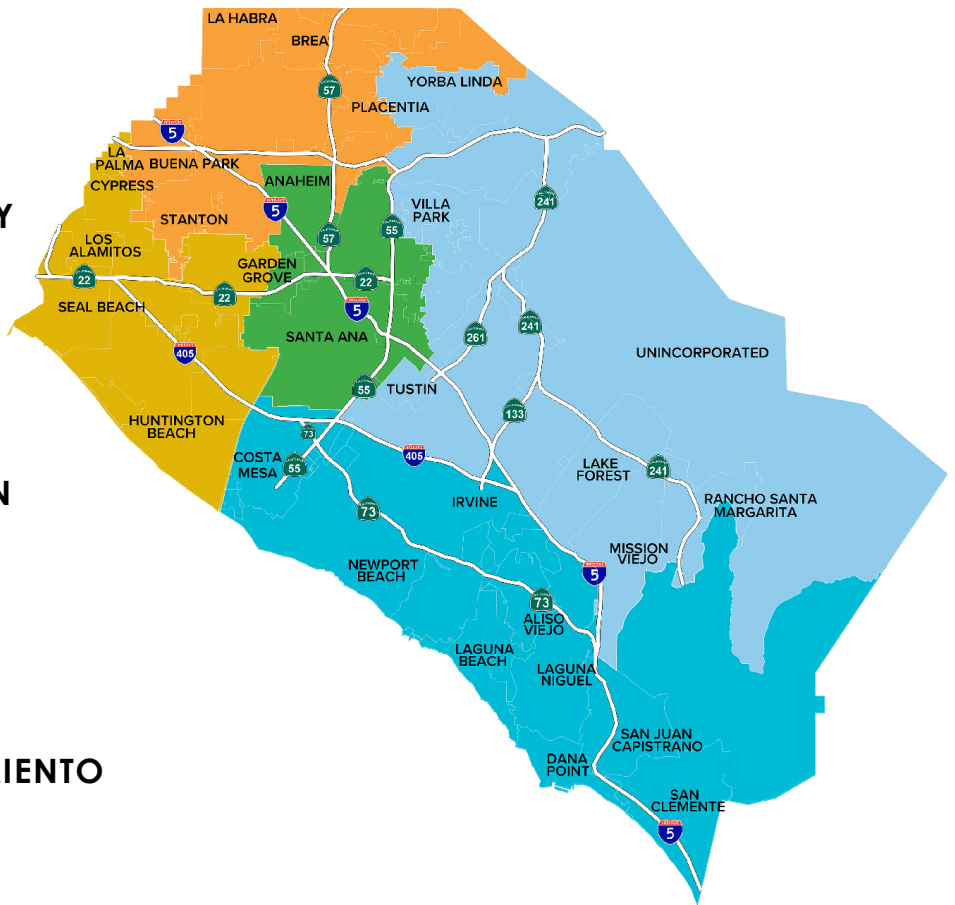 LA HABRA
BREA
YORBA LINDA
57
PLACENTIA
5
LA
PALMA
BUENA PARK
CYPRESS
ANAHEIM
241
Y
STANTON
5
VILLA
PARK
55
57
LOS
ALAMITOS
GARDEN
GROVE
22
22
22
SEAL BEACH
5
SANTA ANA
241
261
UNINCORPORATED
405
55
TUSTIN
133
HUNTINGTON
BEACH
73
405
COSTA
MESA
55
LAKE
FOREST
241
N
IRVINE
RANCHO SANTA
MARGARITA
73
MISSION
VIEJO
NEWPORT
BEACH
5
73
ALISO
VIEJO
LAGUNA
BEACH
LAGUNA
NIGUEL
SAN JUAN
CAPISTRANO
DANA
POINT
IENTO
SAN
CLEMENTE
5